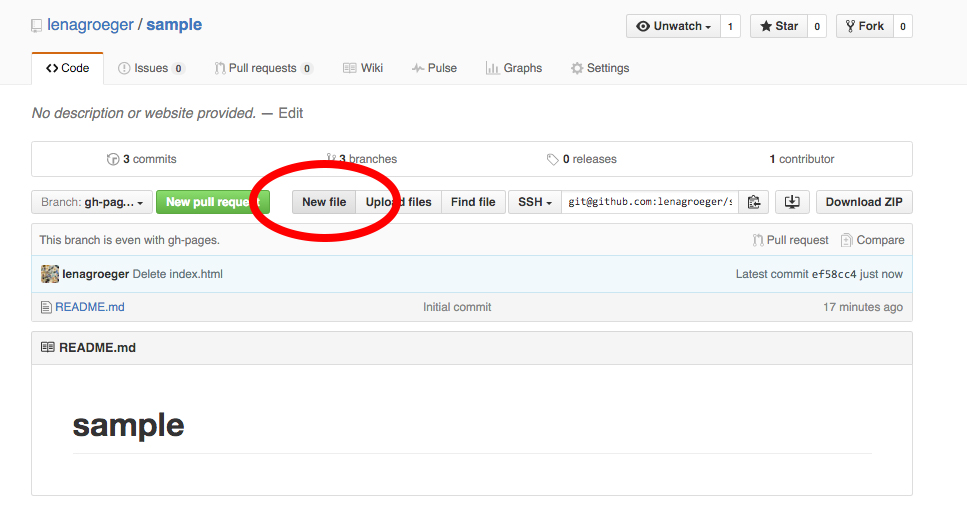 lenagroeger / sample
Unwatch 1 Star 0 Fork 0
Code Issues 0 Pull requests 0 Wiki Pulse Graphs Settings
No description or website provided. — Edit
3 commits 3 branches 0 releases 1 contributor
Branch: gh-pag... New pull request New file Upload files Find file SSH git@github.com:lenagroeger/s Download ZIP
This branch is even with gh-pages. Pull request Compare
lenagroeger Delete index.html Latest commit ef58cc4 just now
README.md Initial commit 17 minutes ago
README.md
sample